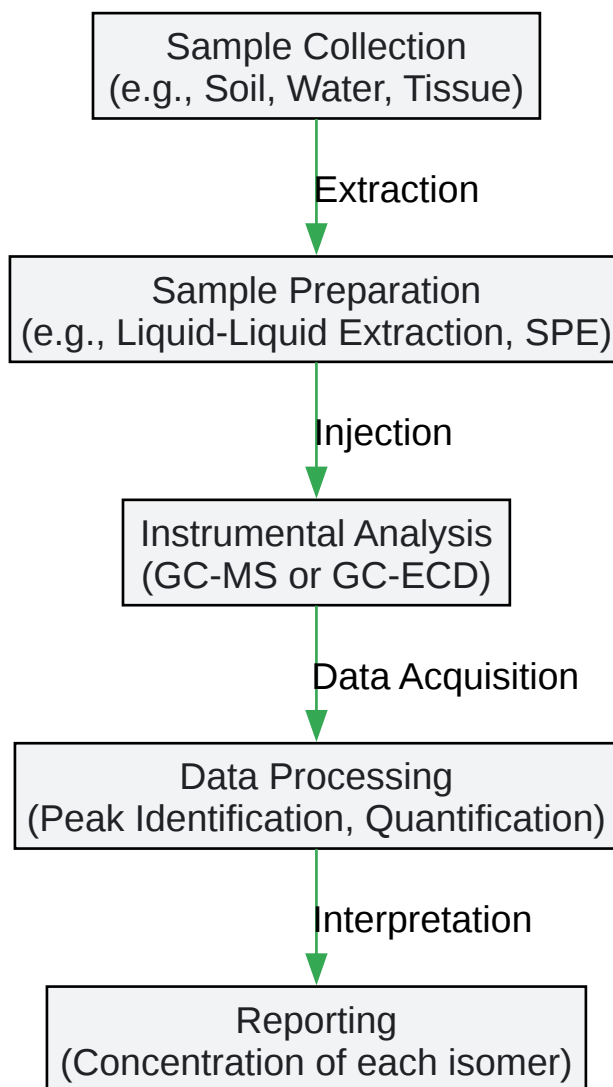 Sample Collection
(e.g., Soil, Water, Tissue)
Extraction
Sample Preparation
(e.g., Liquid-Liquid Extraction, SPE)
Injection
Instrumental Analysis
(GC-MS or GC-ECD)
Data Acquisition
Data Processing
(Peak Identification, Quantification)
Interpretation
Reporting
(Concentration of each isomer)